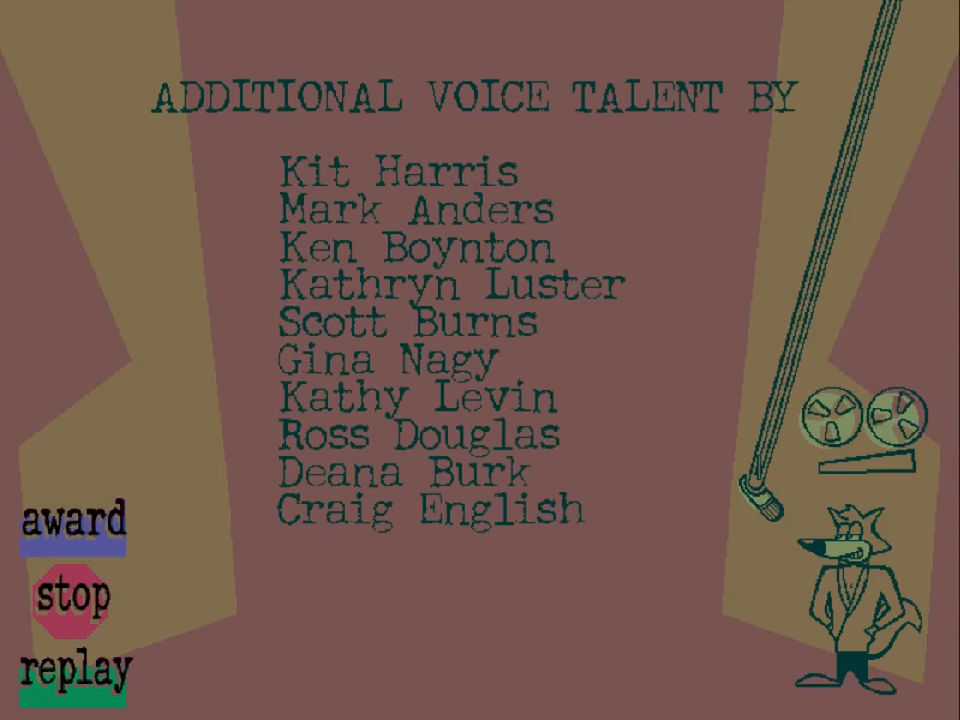 ADDITIONAL VOICE TALENT BY
Kit Harris
Mark Anders
Ken Boynton
Kathryn Luster
Scott Burns
Gina Nagy
Kathy Levin
Ross Douglas
Deana Burk
Craig English
award
stop
replay